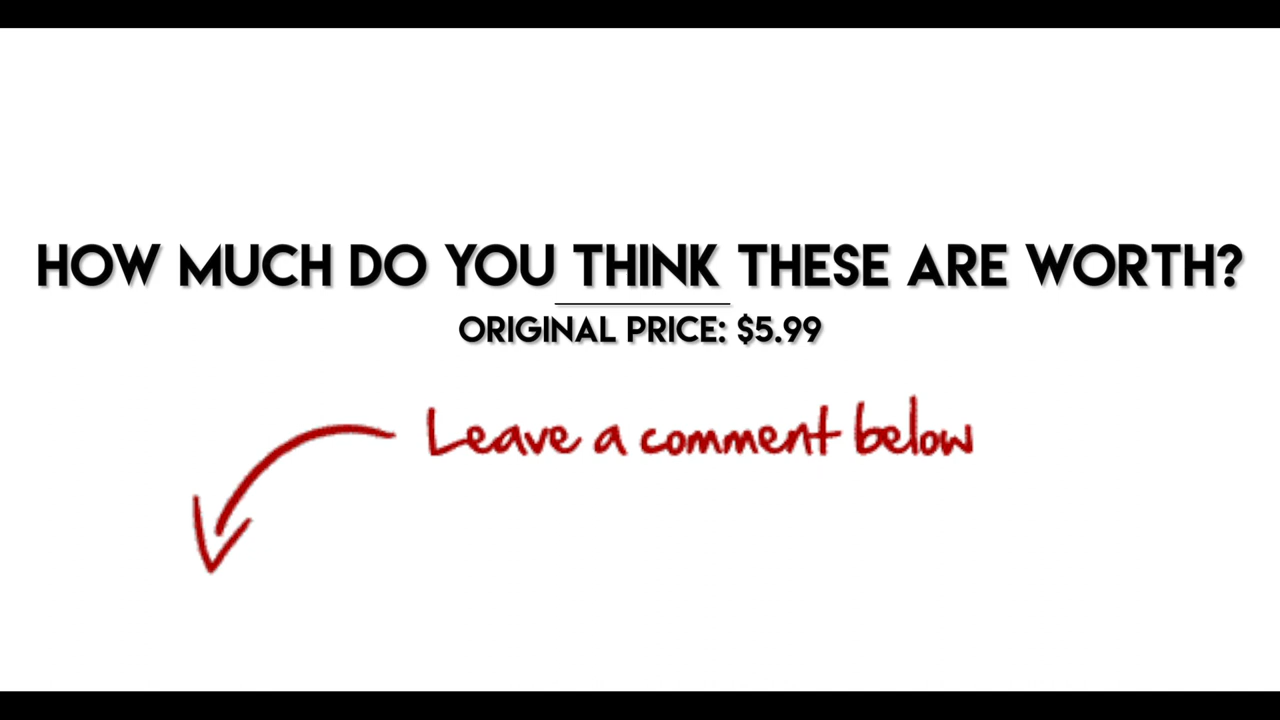 HOW MUCH DO YOU THINK THESE ARE WORTH?
ORIGINAL PRICE: $5.99
Leave a comment below